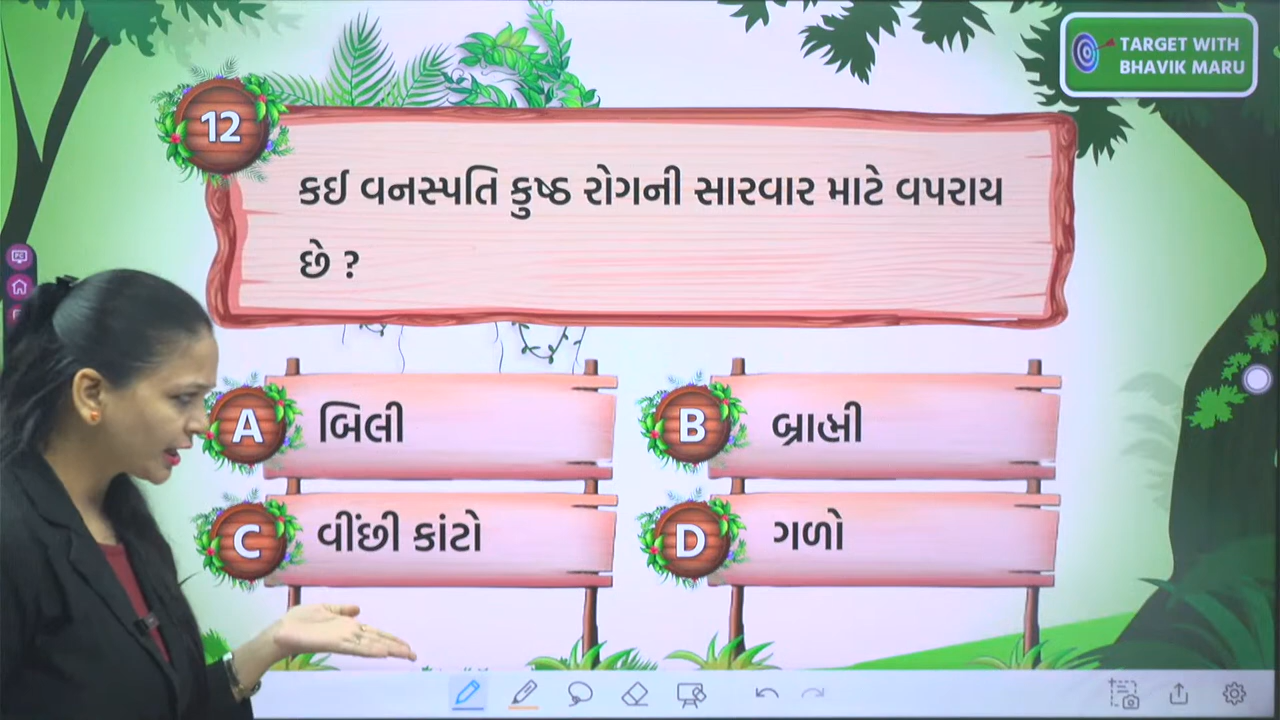 TARGET WITH
BHAVIK MARU
12
કઈ વનસ્પતિ કુષ્ઠ રોગની સારવાર માટે વપરાય
છે ?
A બિલી
B બ્રાહ્મી
C વીંછી કાંટો
D ગળો